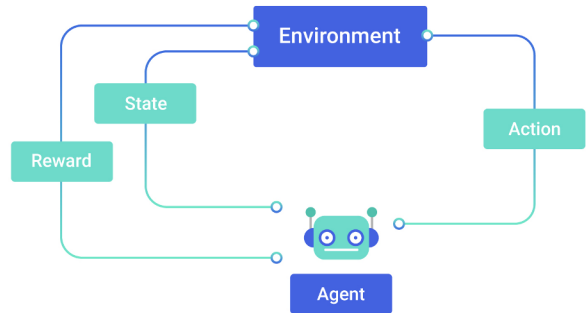 Environment
State
Action
Reward
Agent